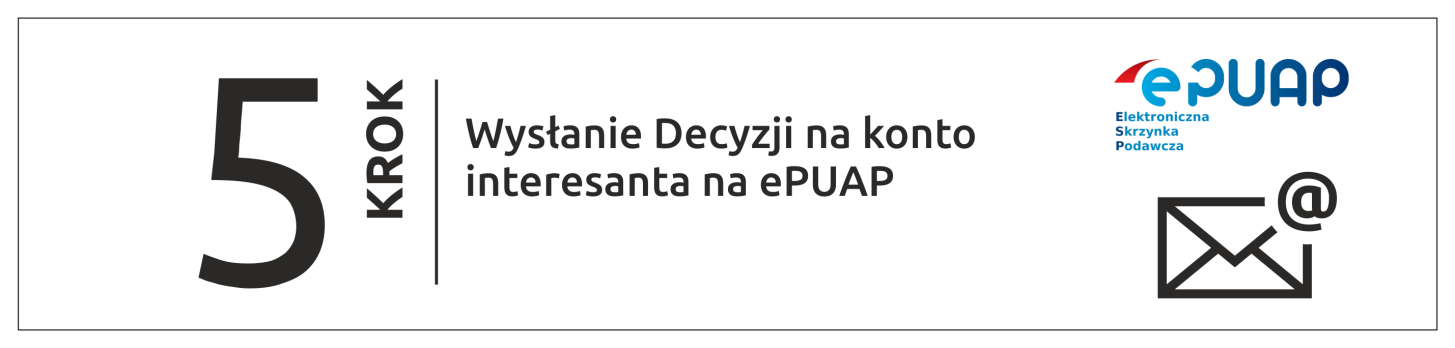 5 KROK
Wysłanie Decyzji na konto
interesanta na ePUAP
ePUAP
Elektroniczna
Skrzynka
Podawcza
@